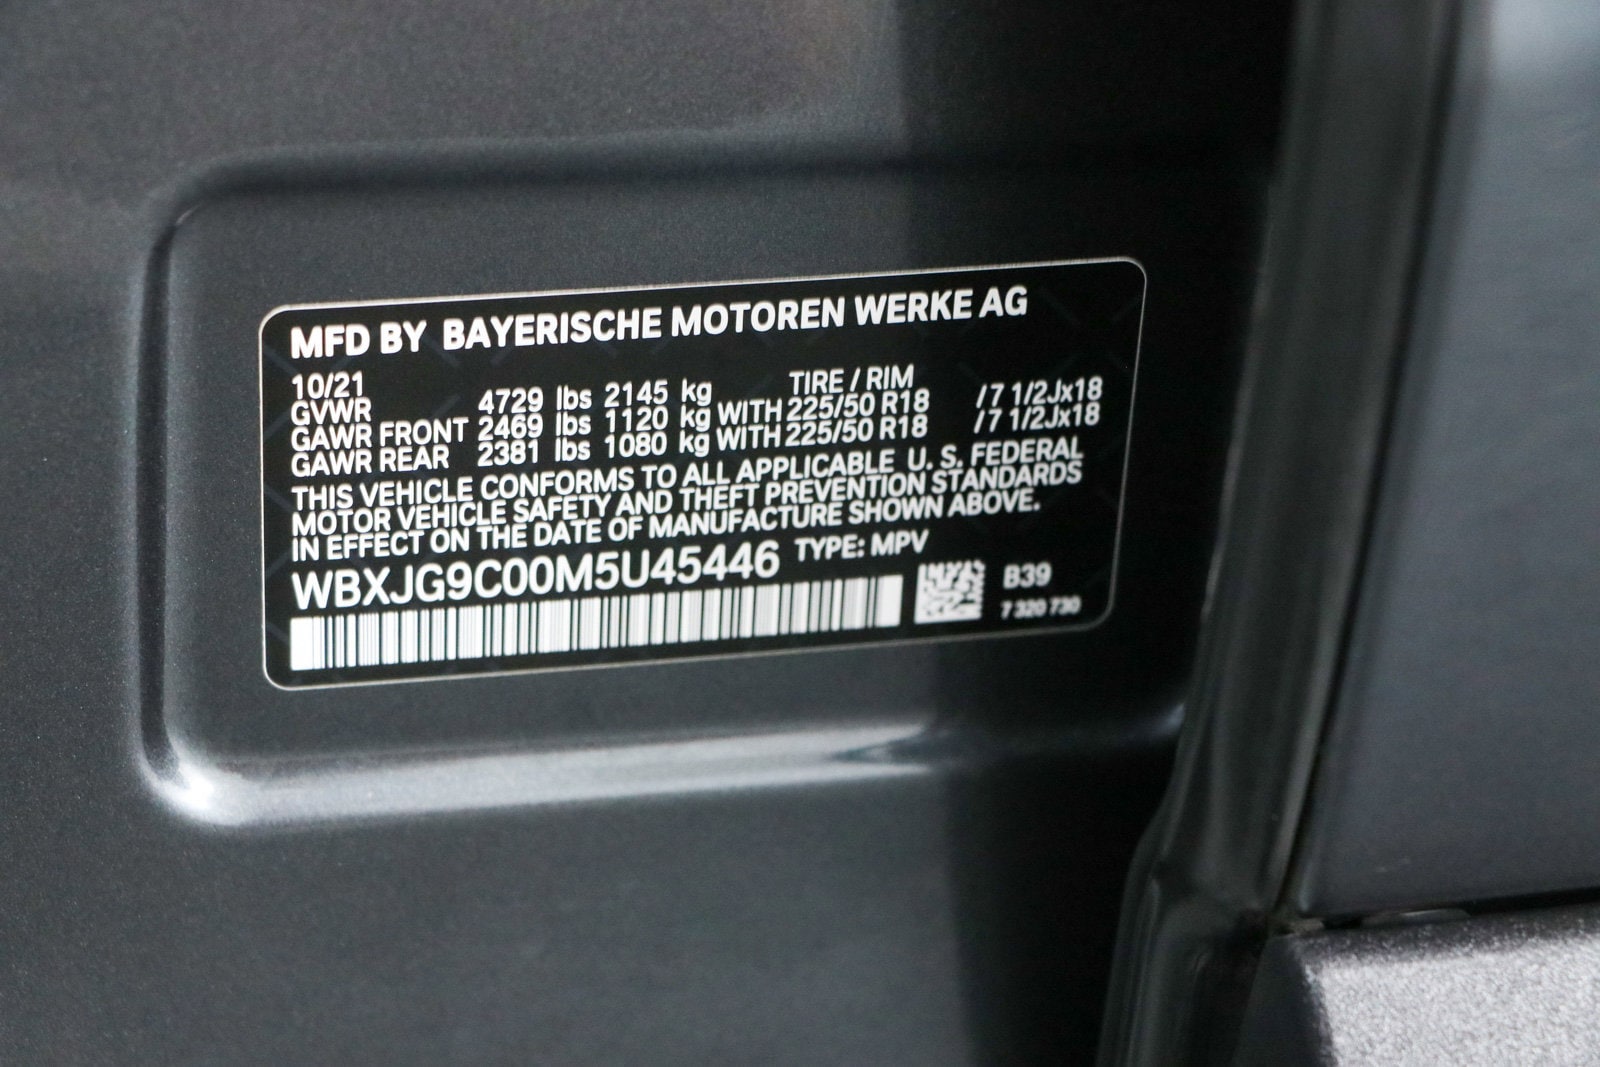 MFD BY BAYERISCHE MOTOREN WERKE AG
10/21 TIRE / RIM
GVWR 4729 lbs 2145 kg
GAWR FRONT 2469 lbs 1120 kg WITH 225/50 R18 /7 1/2Jx18
GAWR REAR 2381 lbs 1080 kg WITH 225/50 R18 /7 1/2Jx18
THIS VEHICLE CONFORMS TO ALL APPLICABLE U. S. FEDERAL
MOTOR VEHICLE SAFETY AND THEFT PREVENTION STANDARDS
IN EFFECT ON THE DATE OF MANUFACTURE SHOWN ABOVE.
WBXJG9C00M5U45446 TYPE: MPV
B39
7 320 730